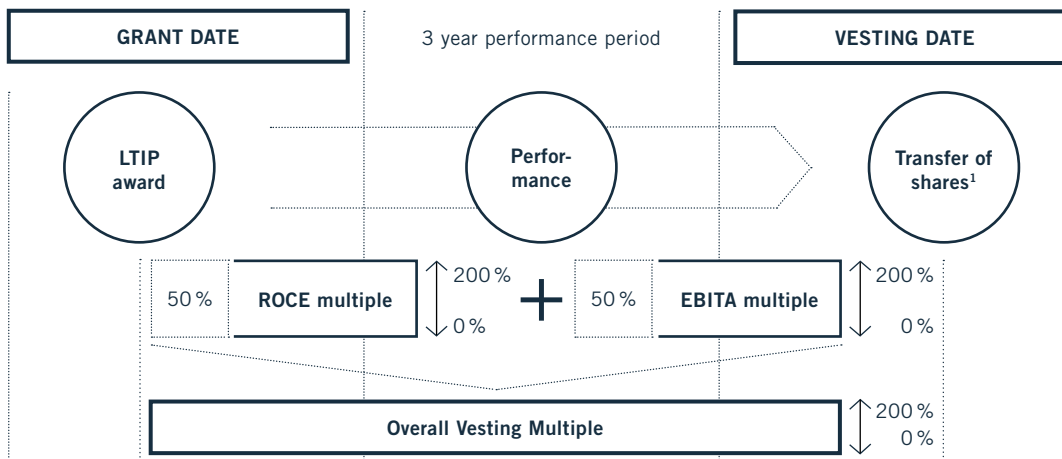 GRANT DATE
3 year performance period
VESTING DATE
LTIP
award
Perfor-
mance
Transfer of
shares¹
50 %
ROCE multiple
200 %
0 %
+
50 %
EBITA multiple
200 %
0 %
Overall Vesting Multiple
200 %
0 %